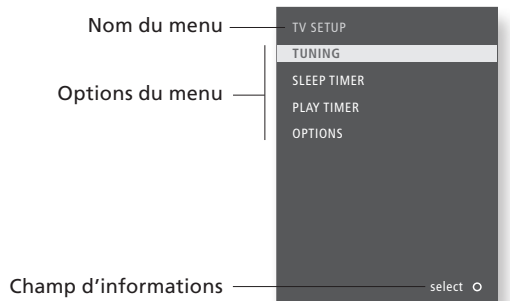 Nom du menu
TV SETUP
TUNING
Options du menu
SLEEP TIMER
PLAY TIMER
OPTIONS
Champ d'informations
select